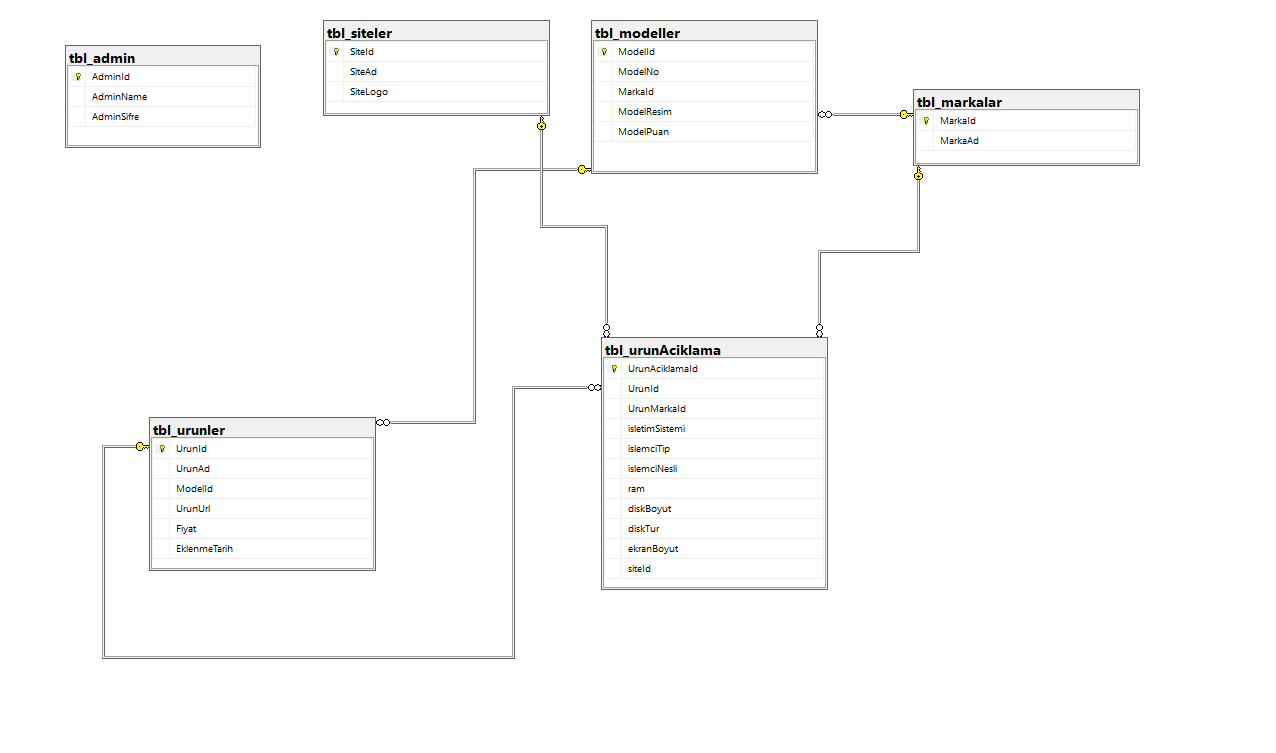 tbl_admin
AdminId
AdminName
AdminSifre
tbl_siteler
SiteId
SiteAd
SiteLogo
tbl_modeller
ModelId
ModelNo
MarkaId
ModelResim
ModelPuan
tbl_markalar
MarkaId
MarkaAd
tbl_urunler
UrunId
UrunAd
ModelId
UrunUrl
Fiyat
EklenmeTarih
tbl_urunAciklama
UrunAciklamaId
UrunId
UrunMarkaId
isletimSistemi
islemciTip
islemciNesli
ram
diskBoyut
diskTur
ekranBoyut
siteId